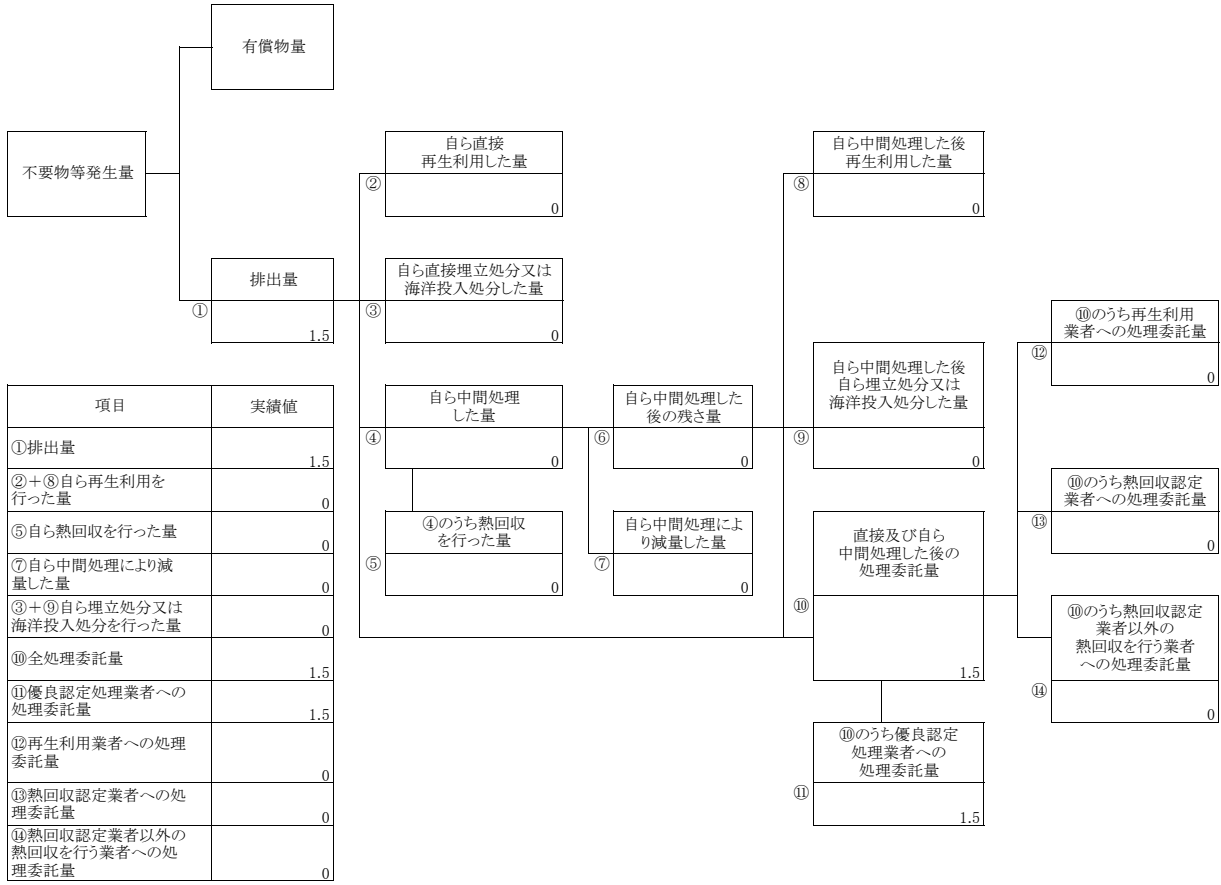 有償物量
不要物等発生量
自ら直接
再生利用した量
②
0
自ら中間処理した後
再生利用した量
⑧
0
排出量
①
1.5
自ら直接埋立処分又は
海洋投入処分した量
③
0
⑩のうち再生利用
業者への処理委託量
⑫
0
自ら中間処理した後
自ら埋立処分又は
海洋投入処分した量
⑨
0
自ら中間処理
した量
④
0
自ら中間処理した
後の残さ量
⑥
0
⑩のうち熱回収認定
業者への処理委託量
⑬
0
④のうち熱回収
を行った量
⑤
0
自ら中間処理によ
り減量した量
⑦
0
直接及び自ら
中間処理した後の
処理委託量
⑩
1.5
⑩のうち熱回収認定
業者以外の
熱回収を行う業者
への処理委託量
⑭
0
⑩のうち優良認定
処理業者への
処理委託量
⑪
1.5
項目 実績値
①排出量
1.5
②+⑧自ら再生利用を
行った量
0
⑤自ら熱回収を行った量
0
⑦自ら中間処理により減
量した量
0
③+⑨自ら埋立処分又は
海洋投入処分を行った量
0
⑩全処理委託量
1.5
⑪優良認定処理業者への
処理委託量
1.5
⑫再生利用業者への処理
委託量
0
⑬熱回収認定業者への処
理委託量
0
⑭熱回収認定業者以外の
熱回収を行う業者への処
理委託量
0